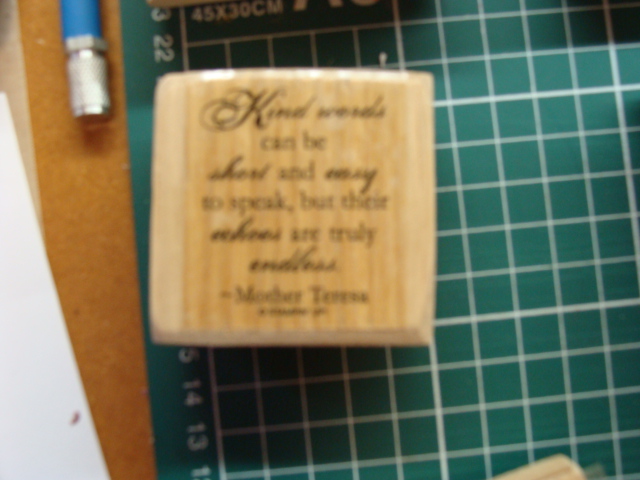 45X30CM
22
Kind words
can be
short and easy
to speak, but their
echoes are truly
endless.
~Mother Teresa
14
13